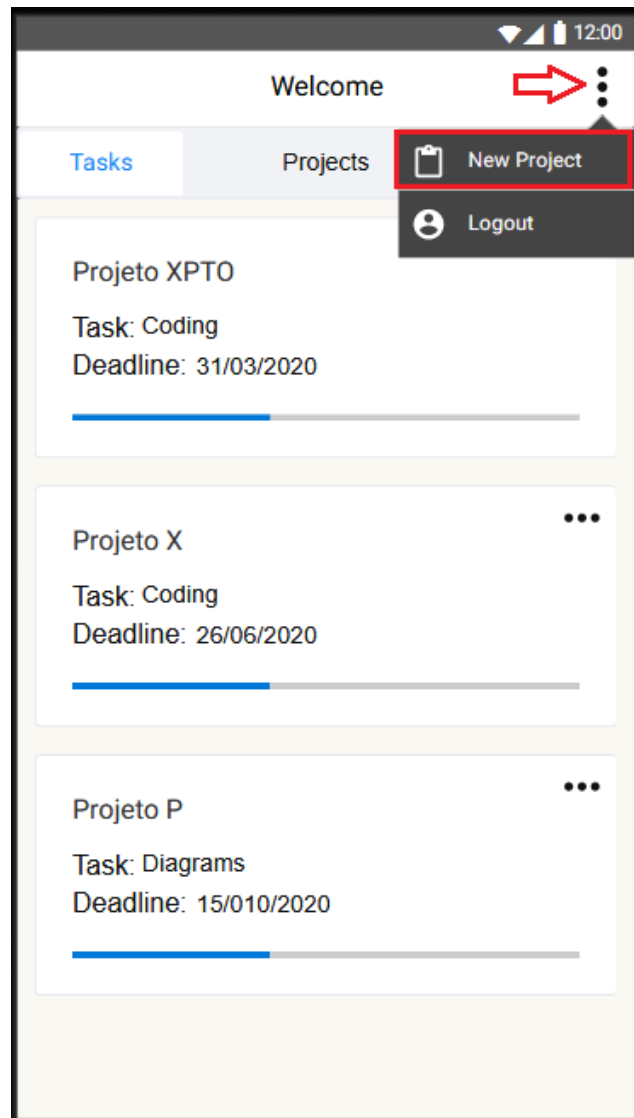 12:00
Welcome
Tasks
Projects
New Project
Logout
Projeto XPTO
Task: Coding
Deadline: 31/03/2020
Projeto X
Task: Coding
Deadline: 26/06/2020
Projeto P
Task: Diagrams
Deadline: 15/010/2020